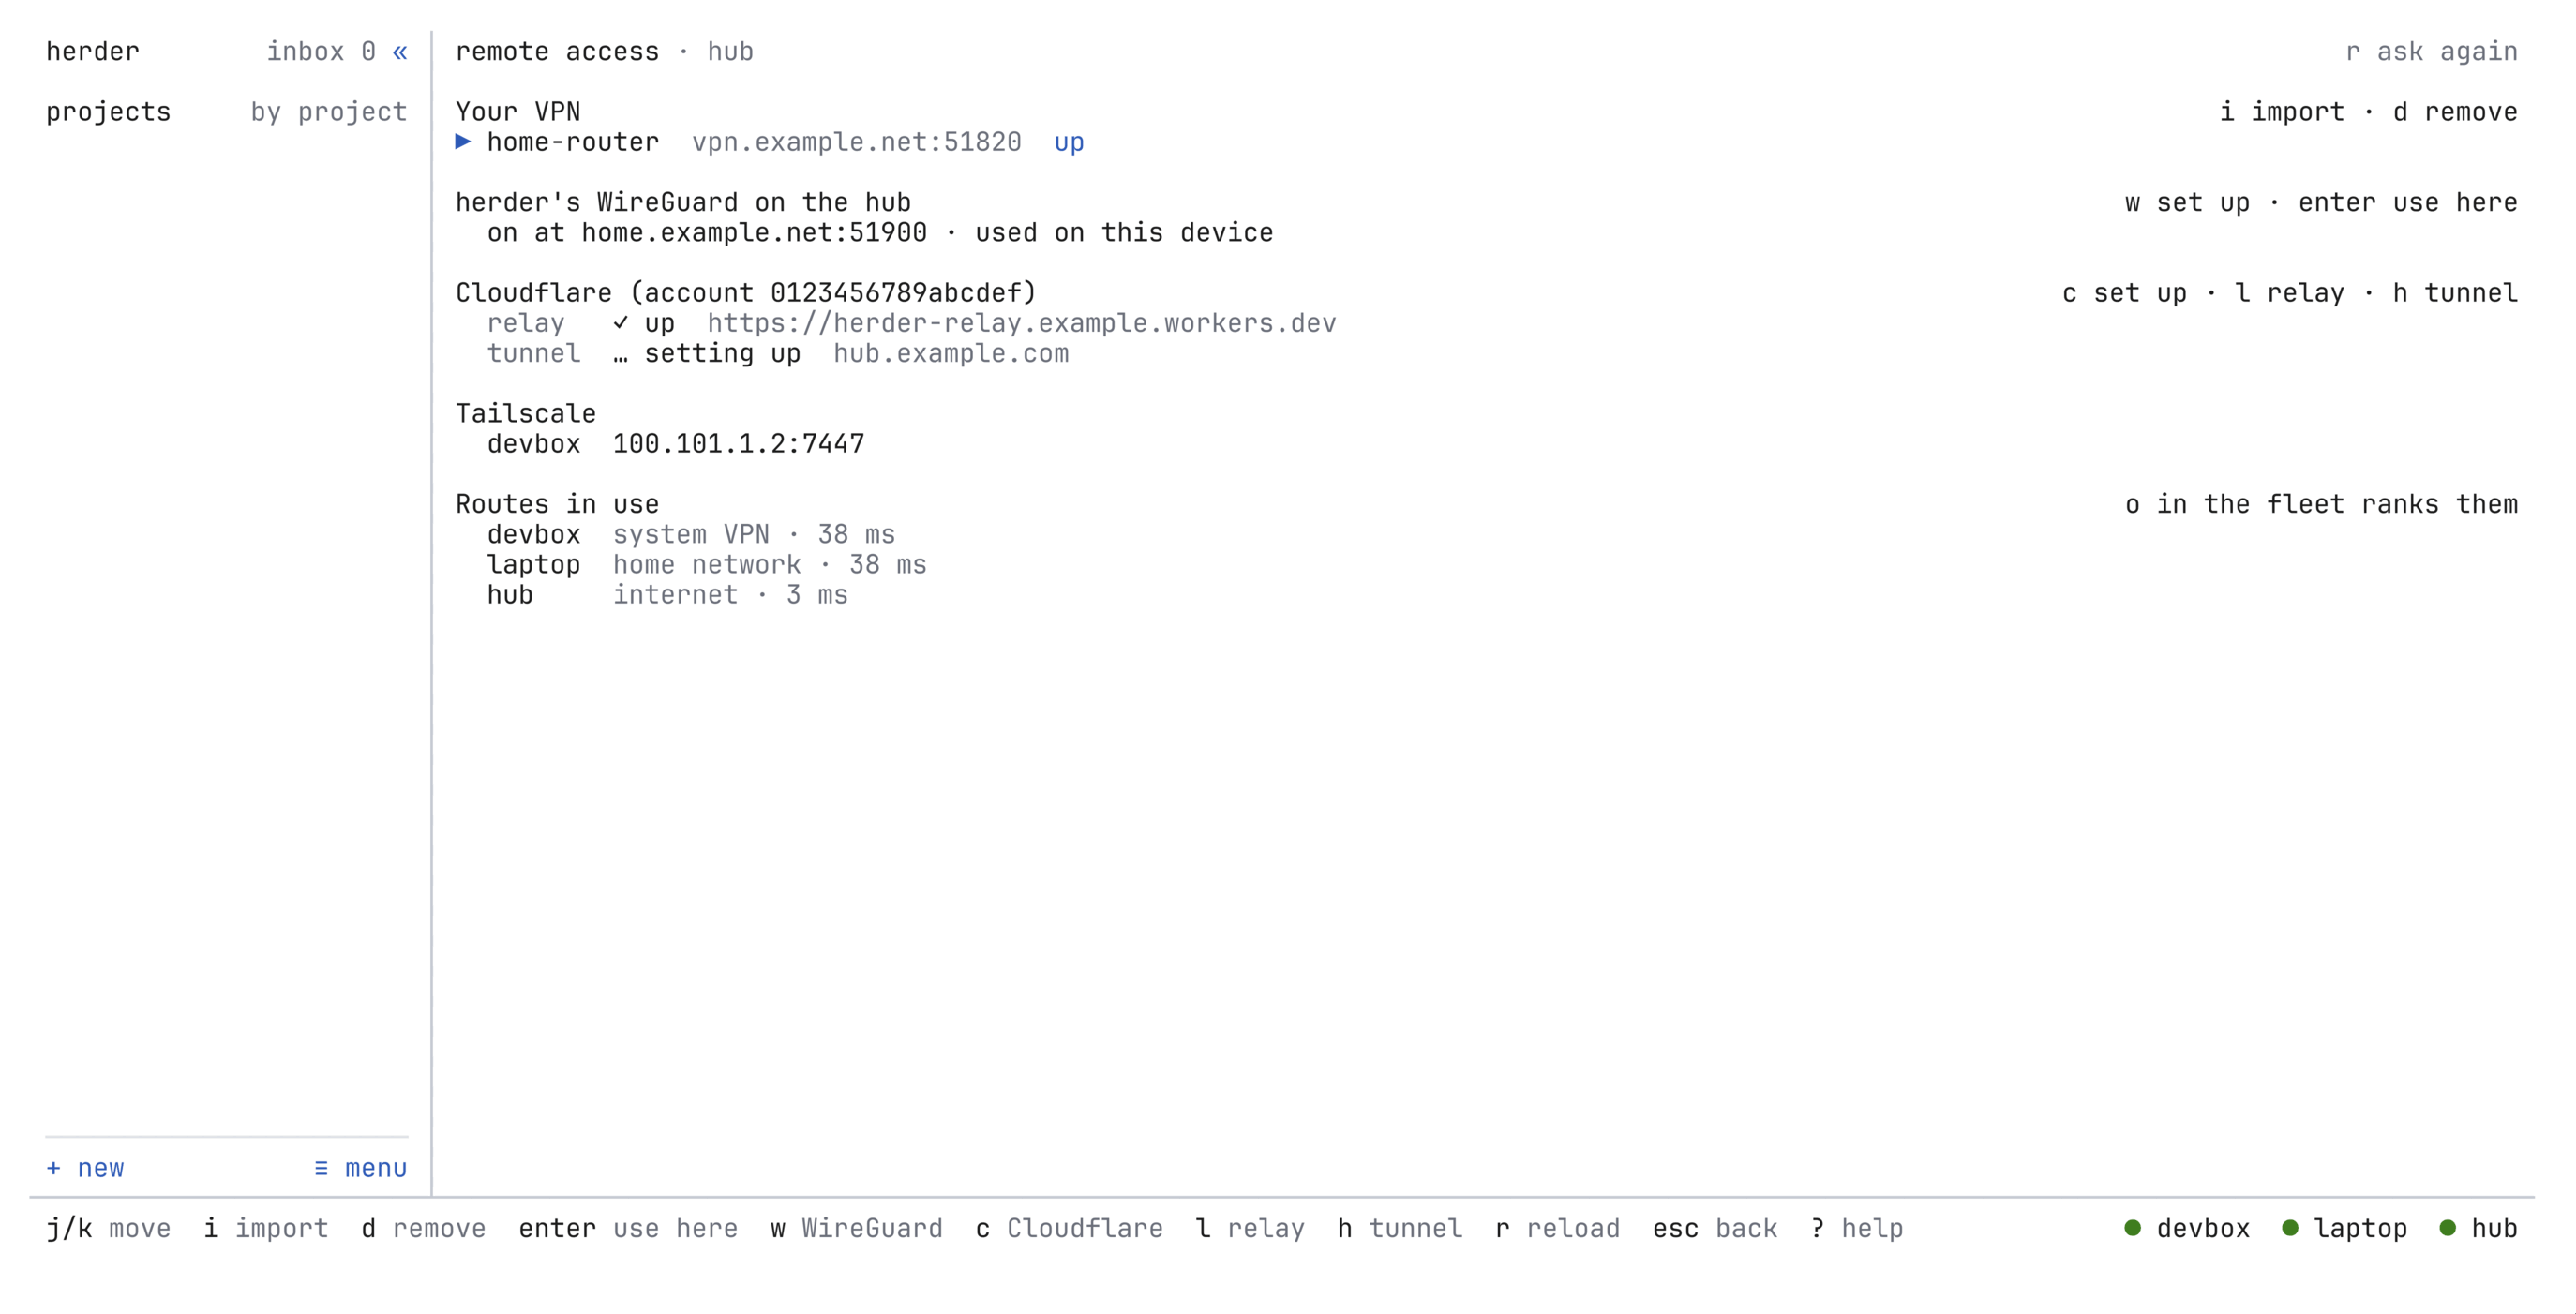 herder inbox 0 «
projects by project
remote access · hub r ask again
Your VPN i import · d remove
▶ home-router vpn.example.net:51820 up
herder's WireGuard on the hub w set up · enter use here
on at home.example.net:51900 · used on this device
Cloudflare (account 0123456789abcdef) c set up · l relay · h tunnel
relay ✓ up https://herder-relay.example.workers.dev
tunnel … setting up hub.example.com
Tailscale
devbox 100.101.1.2:7447
Routes in use o in the fleet ranks them
devbox system VPN · 38 ms
laptop home network · 38 ms
hub internet · 3 ms
+ new ≡ menu
j/k move i import d remove enter use here w WireGuard c Cloudflare l relay h tunnel r reload esc back ? help ● devbox ● laptop ● hub